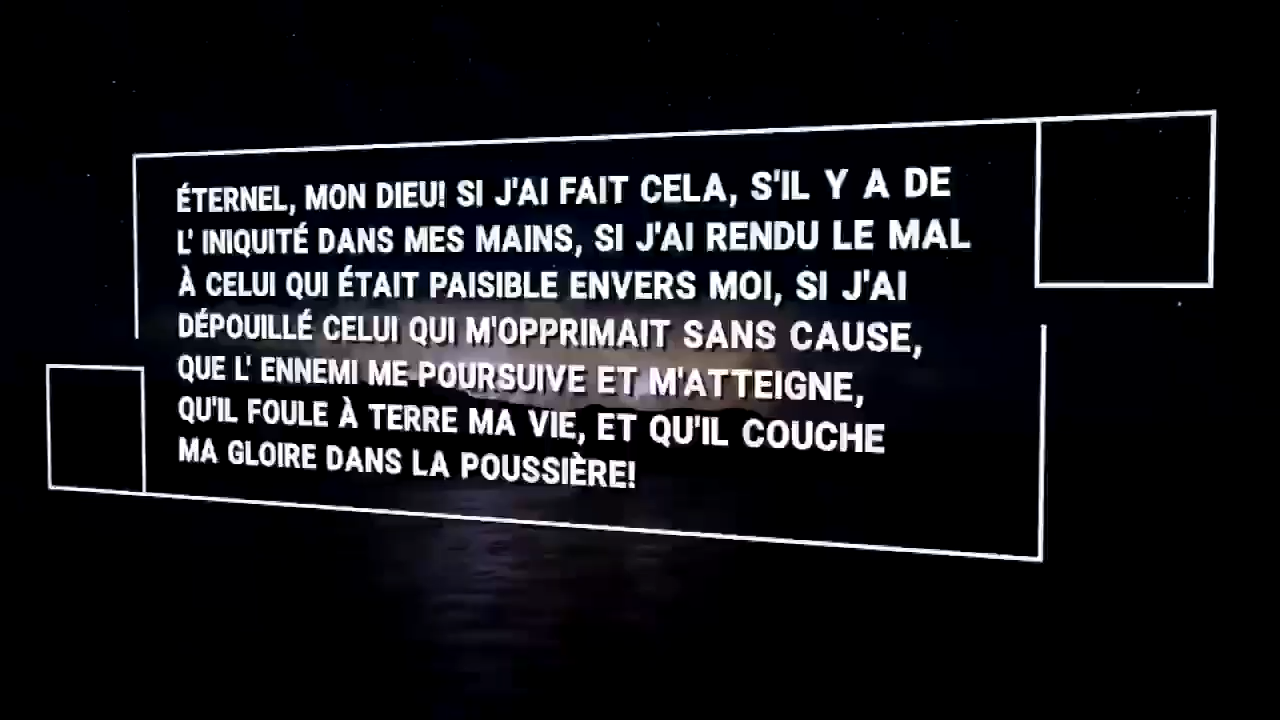 ÉTERNEL, MON DIEU! SI J'AI FAIT CELA, S'IL Y A DE
L' INIQUITÉ DANS MES MAINS, SI J'AI RENDU LE MAL
À CELUI QUI ÉTAIT PAISIBLE ENVERS MOI, SI J'AI
DÉPOUILLÉ CELUI QUI M'OPPRIMAIT SANS CAUSE,
QUE L' ENNEMI ME POURSUIVE ET M'ATTEIGNE,
QU'IL FOULE À TERRE MA VIE, ET QU'IL COUCHE
MA GLOIRE DANS LA POUSSIÈRE!